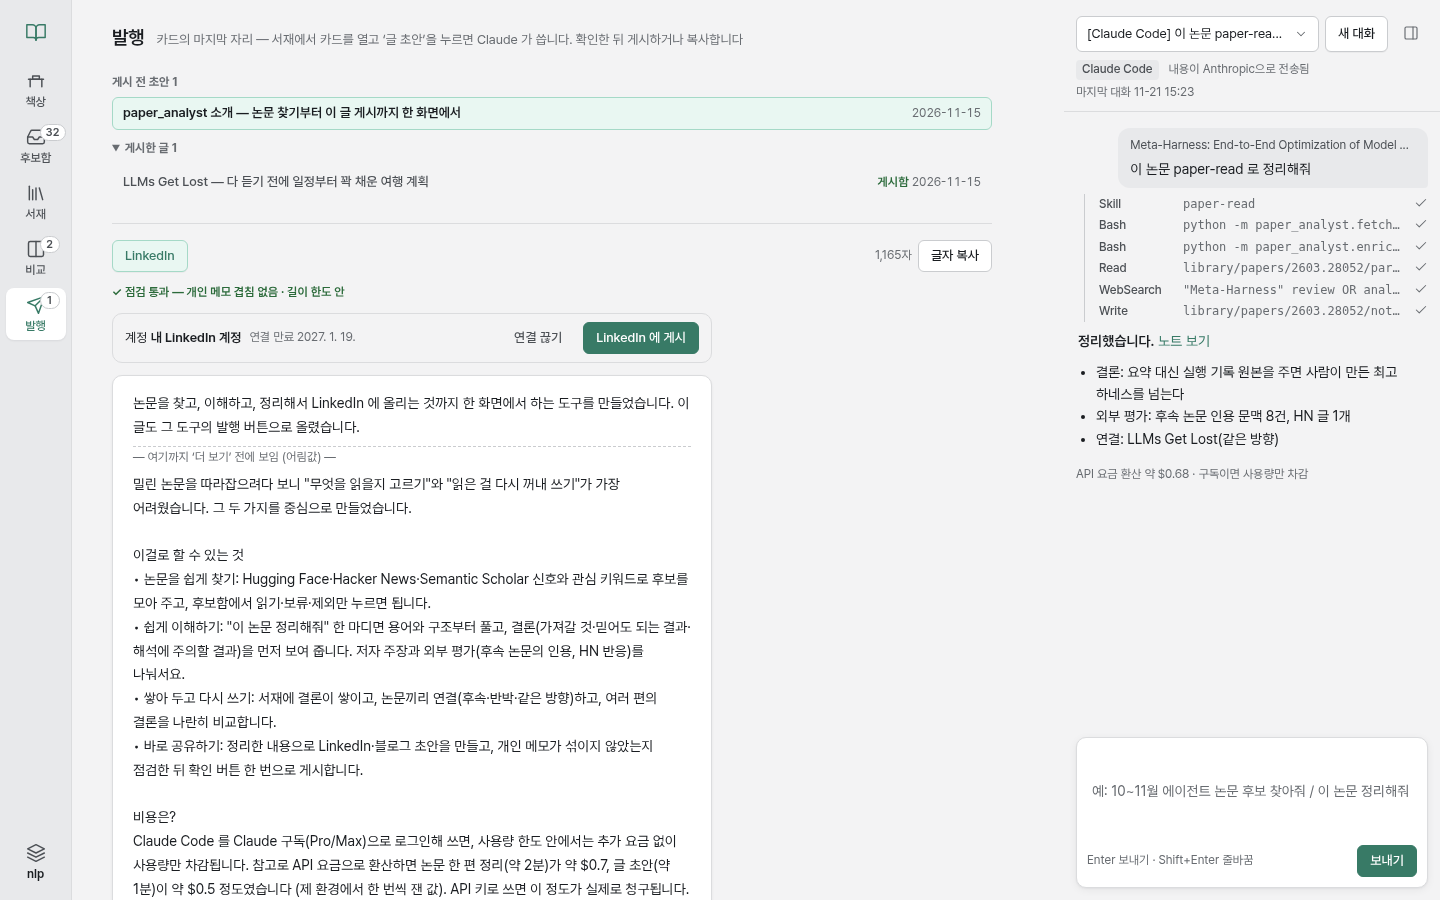 책상
32
후보함
서재
2
비교
1
발행
nlp
발행 카드의 마지막 자리 — 서재에서 카드를 열고 '글 초안'을 누르면 Claude 가 씁니다. 확인한 뒤 게시하거나 복사합니다
게시 전 초안 1
paper_analyst 소개 — 논문 찾기부터 이 글 게시까지 한 화면에서 2026-11-15
▼ 게시한 글 1
LLMs Get Lost — 다 듣기 전에 일정부터 꽉 채운 여행 계획 게시함 2026-11-15
LinkedIn 1,165자 글자 복사
✓ 점검 통과 — 개인 메모 겹침 없음 · 길이 한도 안
계정 내 LinkedIn 계정 연결 만료 2027. 1. 19. 연결 끊기 LinkedIn 에 게시
논문을 찾고, 이해하고, 정리해서 LinkedIn 에 올리는 것까지 한 화면에서 하는 도구를 만들었습니다. 이
글도 그 도구의 발행 버튼으로 올렸습니다.
— 여기까지 '더 보기' 전에 보임 (어림값) —
밀린 논문을 따라잡으려다 보니 "무엇을 읽을지 고르기"와 "읽은 걸 다시 꺼내 쓰기"가 가장
어려웠습니다. 그 두 가지를 중심으로 만들었습니다.
이걸로 할 수 있는 것
• 논문을 쉽게 찾기: Hugging Face·Hacker News·Semantic Scholar 신호와 관심 키워드로 후보를
모아 주고, 후보함에서 읽기·보류·제외만 누르면 됩니다.
• 쉽게 이해하기: "이 논문 정리해줘" 한 마디면 용어와 구조부터 풀고, 결론(가져갈 것·믿어도 되는 결과·
해석에 주의할 결과)을 먼저 보여 줍니다. 저자 주장과 외부 평가(후속 논문의 인용, HN 반응)를
나눠서요.
• 쌓아 두고 다시 쓰기: 서재에 결론이 쌓이고, 논문끼리 연결(후속·반박·같은 방향)하고, 여러 편의
결론을 나란히 비교합니다.
• 바로 공유하기: 정리한 내용으로 LinkedIn·블로그 초안을 만들고, 개인 메모가 섞이지 않았는지
점검한 뒤 확인 버튼 한 번으로 게시합니다.
비용은?
Claude Code 를 Claude 구독(Pro/Max)으로 로그인해 쓰면, 사용량 한도 안에서는 추가 요금 없이
사용량만 차감됩니다. 참고로 API 요금으로 환산하면 논문 한 편 정리(약 2분)가 약 $0.7, 글 초안(약
1분)이 약 $0.5 정도였습니다 (제 환경에서 한 번씩 잰 값). API 키로 쓰면 이 정도가 실제로 청구됩니다.
[Claude Code] 이 논문 paper-rea... 새 대화
Claude Code 내용이 Anthropic으로 전송됨
마지막 대화 11-21 15:23
Meta-Harness: End-to-End Optimization of Model ...
이 논문 paper-read 로 정리해줘
Skill paper-read ✓
Bash python -m paper_analyst.fetch… ✓
Bash python -m paper_analyst.enric… ✓
Read library/papers/2603.28052/par… ✓
WebSearch "Meta-Harness" review OR anal… ✓
Write library/papers/2603.28052/not… ✓
정리했습니다. 노트 보기
• 결론: 요약 대신 실행 기록 원본을 주면 사람이 만든 최고
하네스를 넘는다
• 외부 평가: 후속 논문 인용 문맥 8건, HN 글 1개
• 연결: LLMs Get Lost(같은 방향)
API 요금 환산 약 $0.68 · 구독이면 사용량만 차감
예: 10~11월 에이전트 논문 후보 찾아줘 / 이 논문 정리해줘
Enter 보내기 · Shift+Enter 줄바꿈 보내기